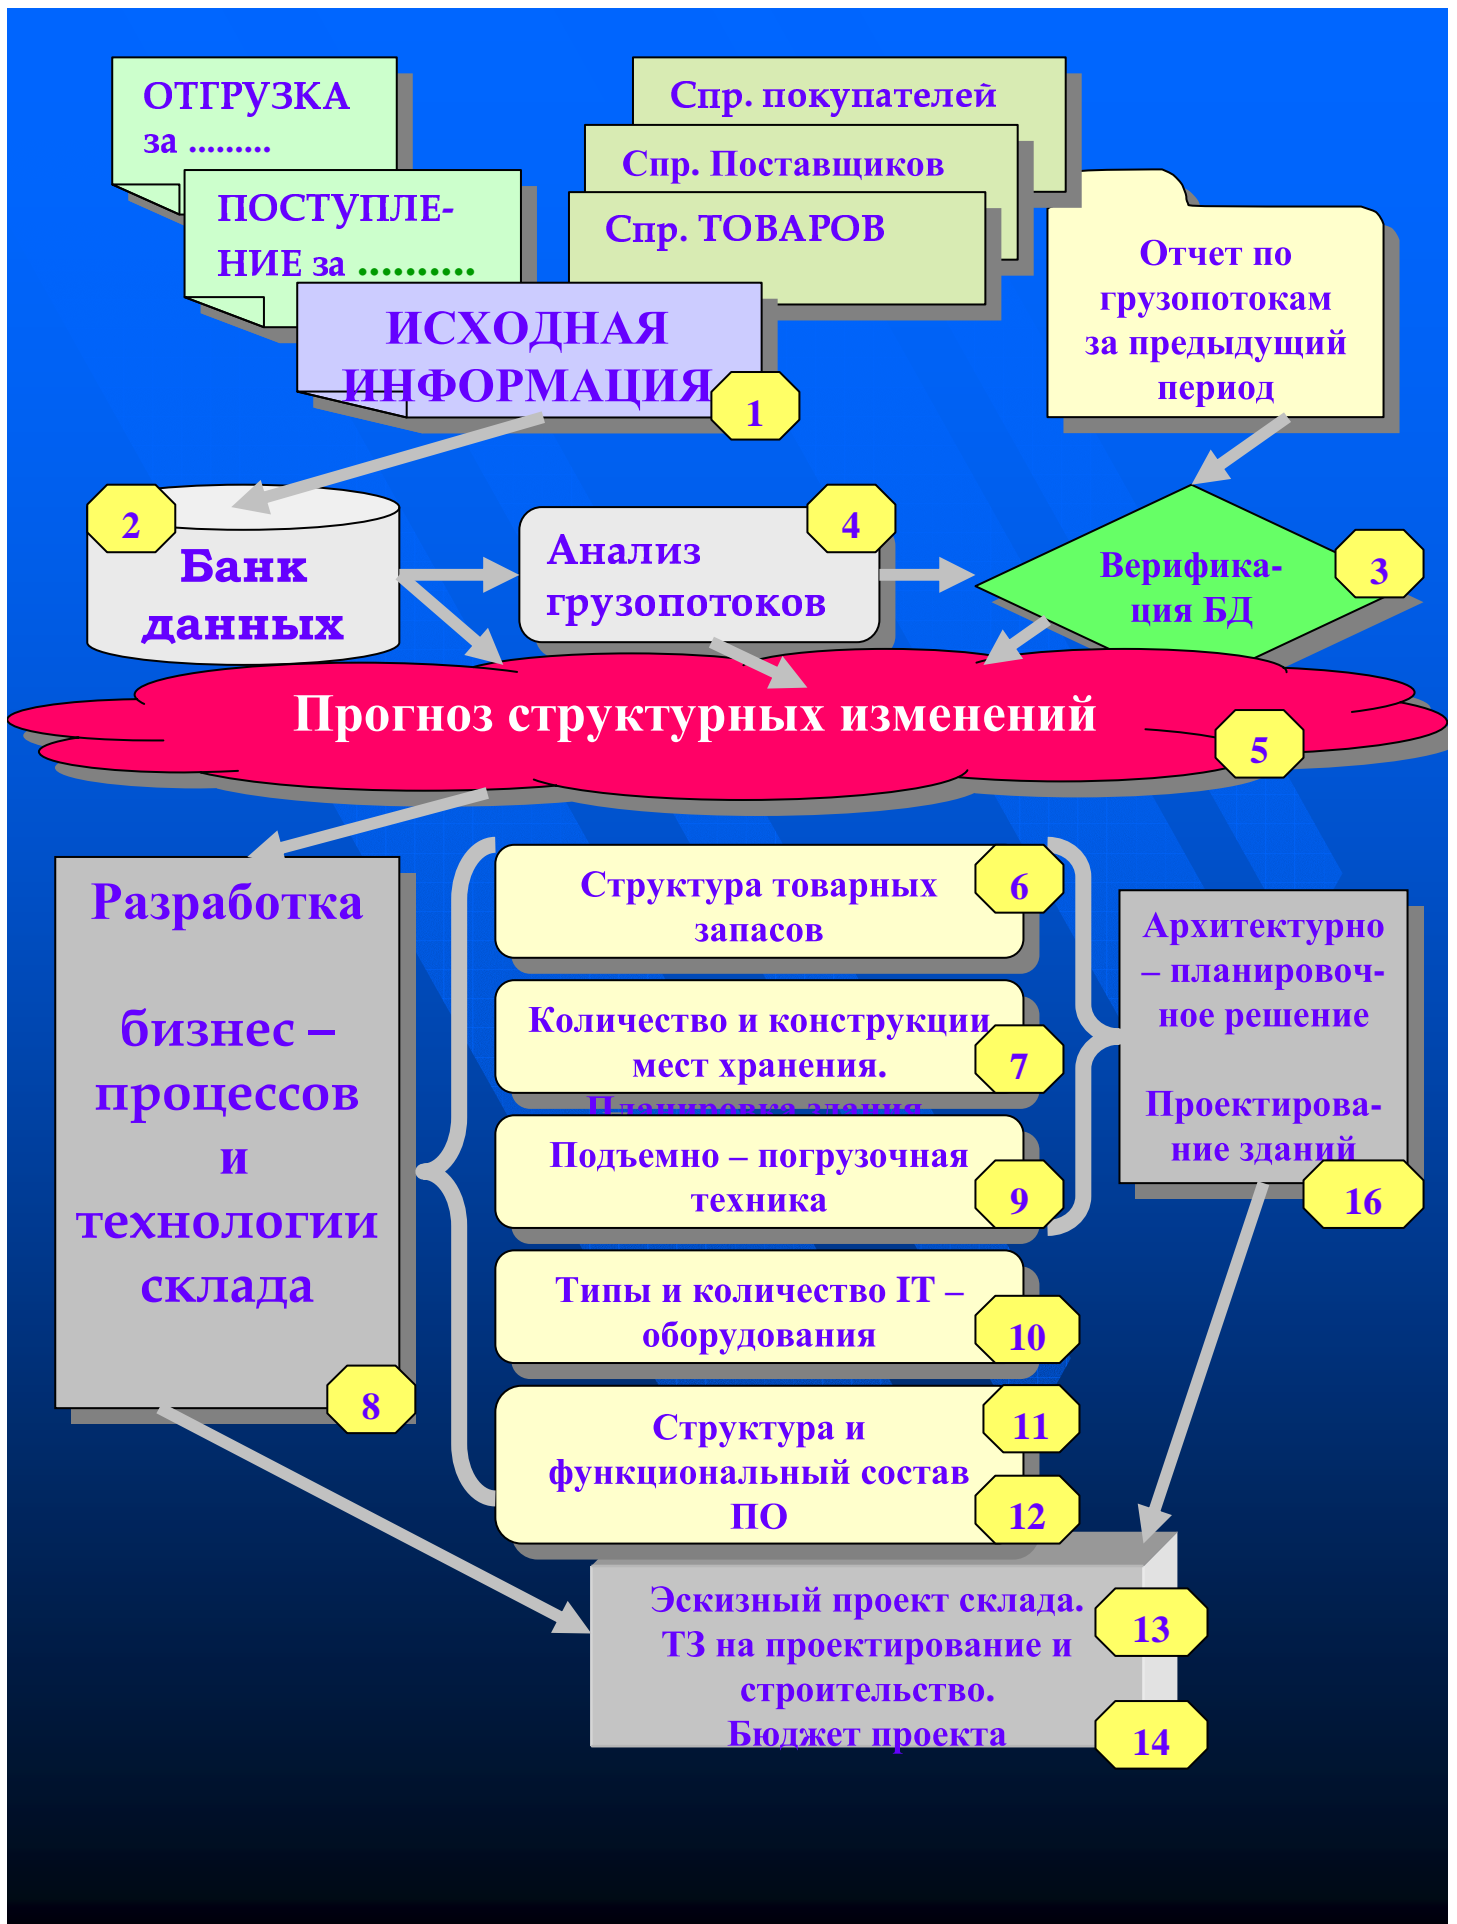 ОТГРУЗКА
за .........
ПОСТУПЛЕ-
НИЕ за ..........
Спр. покупателей
Спр. Поставщиков
Спр. ТОВАРОВ
ИСХОДНАЯ
ИНФОРМАЦИЯ
1
Отчет по
грузопотокам
за предыдущий
период
2
Банк
данных
4
Анализ
грузопотоков
3
Верифика-
ция БД
Прогноз структурных изменений
5
Разработка
бизнес –
процессов
и
технологии
склада
8
Структура товарных
запасов
6
Количество и конструкции
мест хранения.
Планировка здания
7
Подъемно – погрузочная
техника
9
Типы и количество IT –
оборудования
10
Структура и
функциональный состав
ПО
11
12
Архитектурно
– планировоч-
ное решение
Проектирова-
ние зданий
16
Эскизный проект склада.
ТЗ на проектирование и
строительство.
Бюджет проекта
13
14